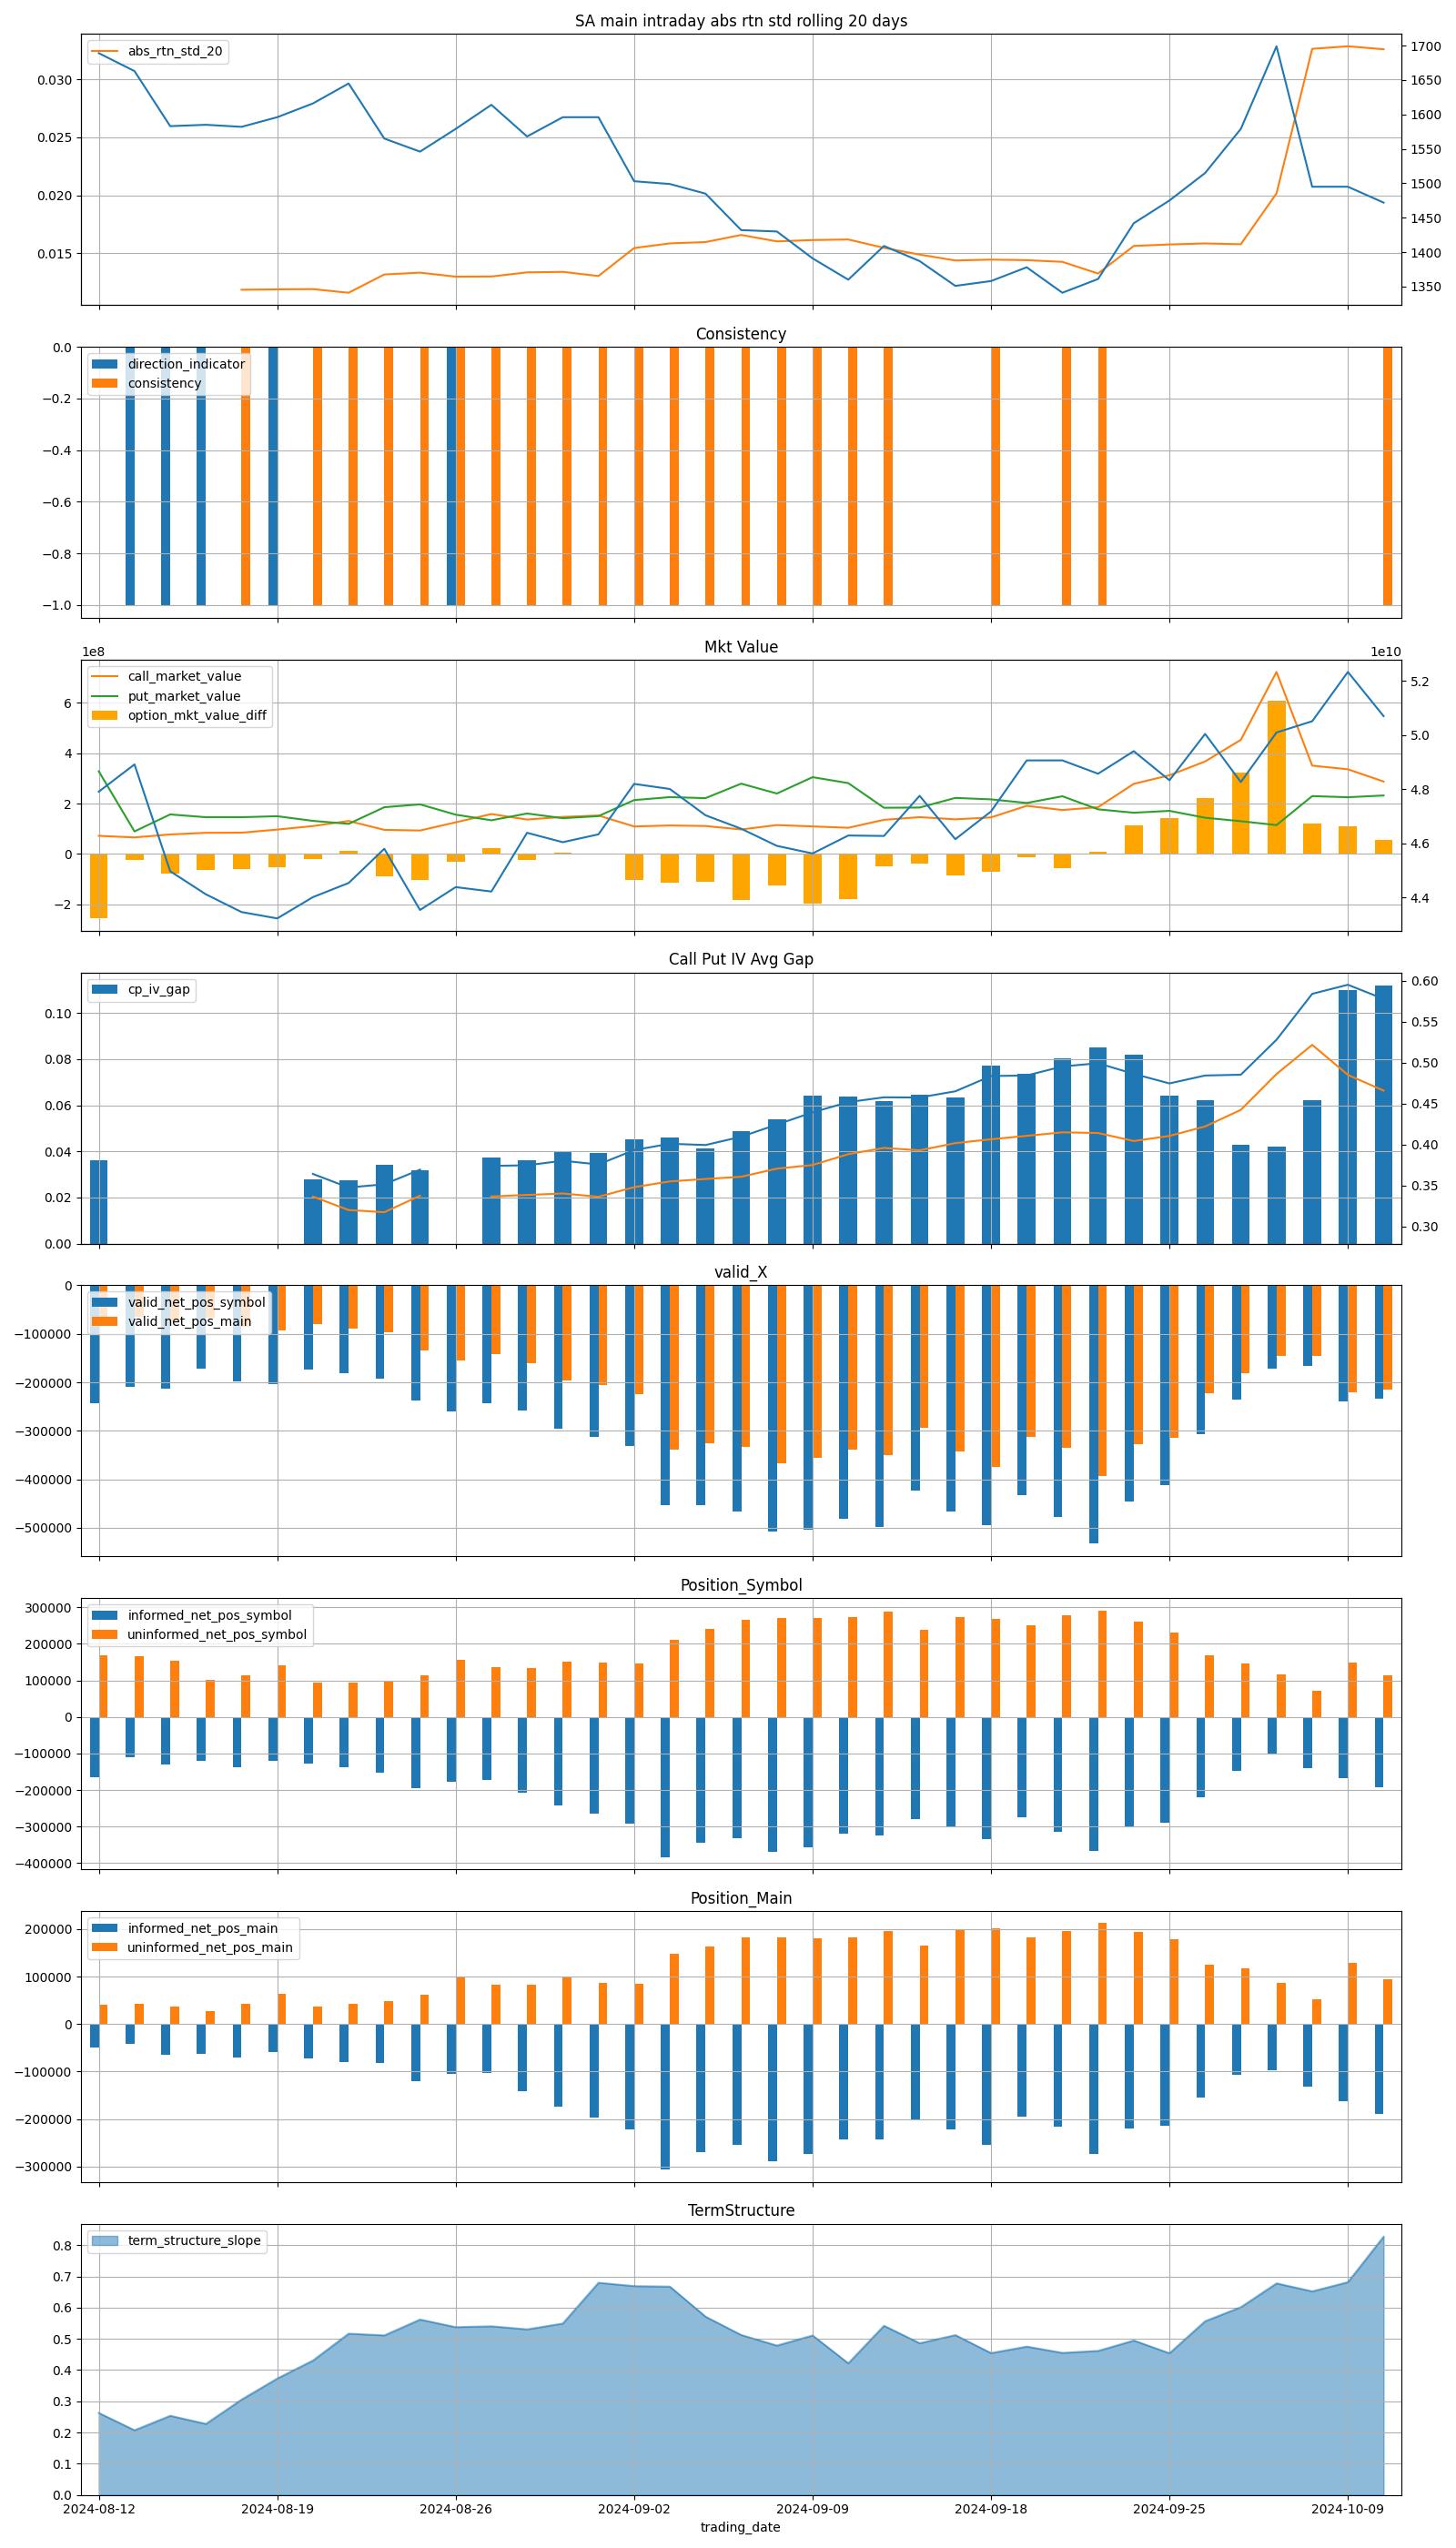 SA main intraday abs rtn std rolling 20 days
abs_rtn_std_20
0.030
0.025
0.020
0.015
1700
1650
1600
1550
1500
1450
1400
1350
Consistency
direction_indicator
consistency
0.0
−0.2
−0.4
−0.6
−0.8
−1.0
Mkt Value
1e8
1e10
call_market_value
put_market_value
option_mkt_value_diff
6
4
2
0
−2
5.2
5.0
4.8
4.6
4.4
Call Put IV Avg Gap
cp_iv_gap
0.10
0.08
0.06
0.04
0.02
0.00
0.60
0.55
0.50
0.45
0.40
0.35
0.30
valid_X
valid_net_pos_symbol
valid_net_pos_main
0
−100000
−200000
−300000
−400000
−500000
Position_Symbol
informed_net_pos_symbol
uninformed_net_pos_symbol
300000
200000
100000
0
−100000
−200000
−300000
−400000
Position_Main
informed_net_pos_main
uninformed_net_pos_main
200000
100000
0
−100000
−200000
−300000
TermStructure
term_structure_slope
0.8
0.7
0.6
0.5
0.4
0.3
0.2
0.1
0.0
2024-08-12 2024-08-19 2024-08-26 2024-09-02 2024-09-09 2024-09-18 2024-09-25 2024-10-09
trading_date